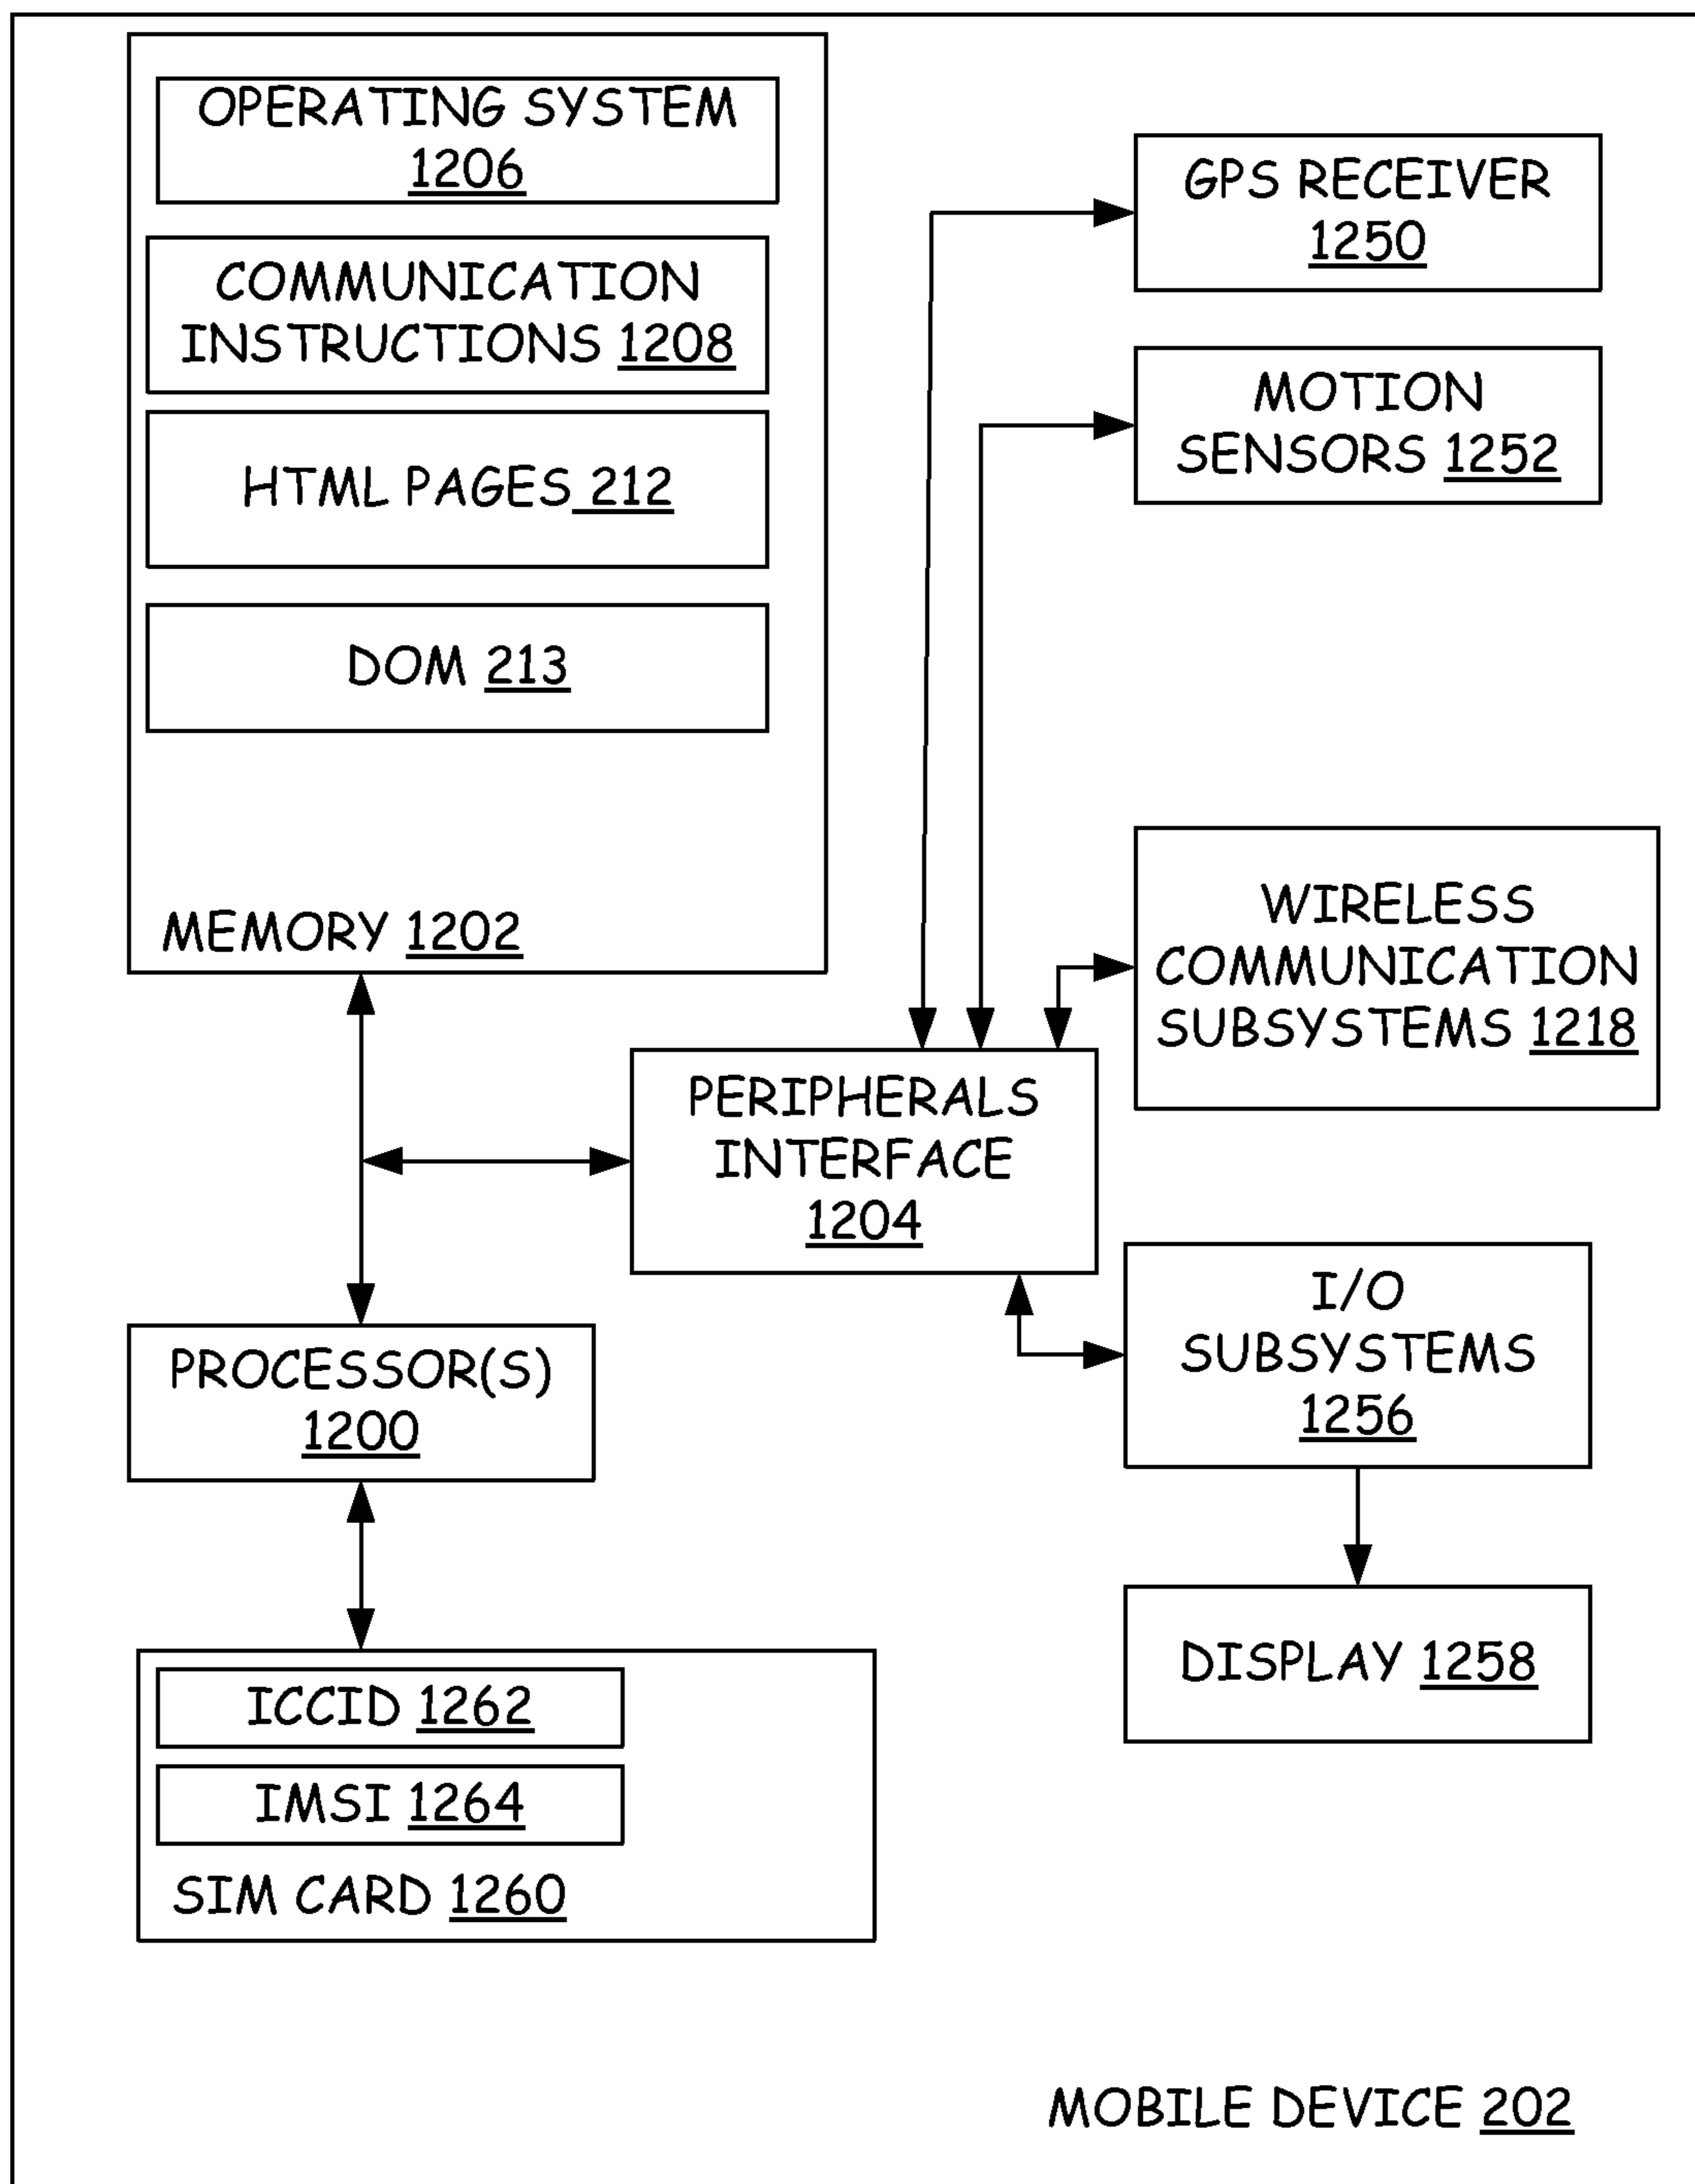 OPERATING SYSTEM
1206
COMMUNICATION
INSTRUCTIONS 1208
HTML PAGES 212
DOM 213
MEMORY 1202
GPS RECEIVER
1250
MOTION
SENSORS 1252
WIRELESS
COMMUNICATION
SUBSYSTEMS 1218
PERIPHERALS
INTERFACE
1204
I/O
SUBSYSTEMS
1256
PROCESSOR(S)
1200
DISPLAY 1258
ICCID 1262
IMSI 1264
SIM CARD 1260
MOBILE DEVICE 202